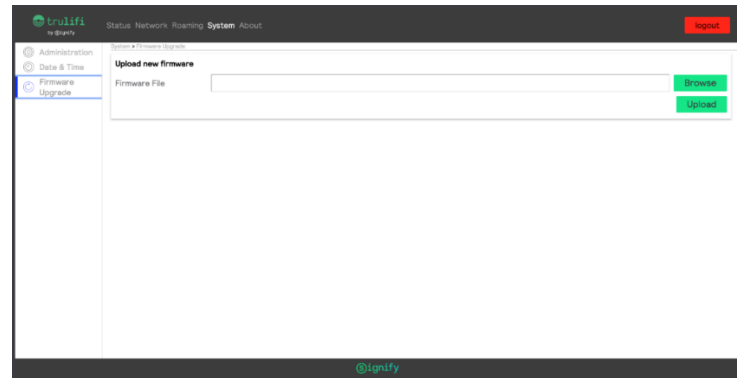 trulifi
by Signify
Status Network Roaming System About
logout
System ▸ Firmware Upgrade
Administration
Date & Time
Firmware
Upgrade
Upload new firmware
Firmware File
Browse
Upload
Signify